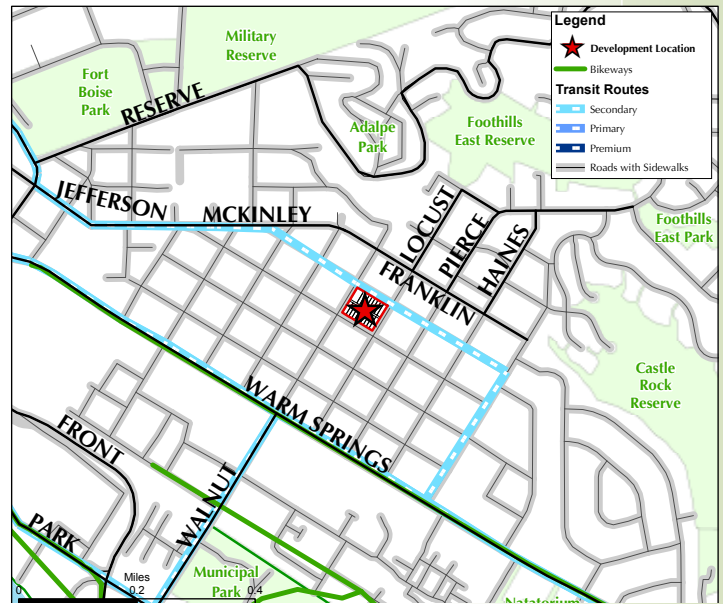 Military
Reserve
Fort
Boise
Park
RESERVE
Adalpe
Park
Foothills
East Reserve
Legend
Development Location
Bikeways
Transit Routes
Secondary
Primary
Premium
Roads with Sidewalks
JEFFERSON
MCKINLEY
LOCUST
PIERCE
HAINES
FRANKLIN
Foothills
East Park
Castle
Rock
Reserve
WARM SPRINGS
FRONT
WALNUT
PARK
Municipal
Park
Natatorium
Miles
0 0.2 0.4